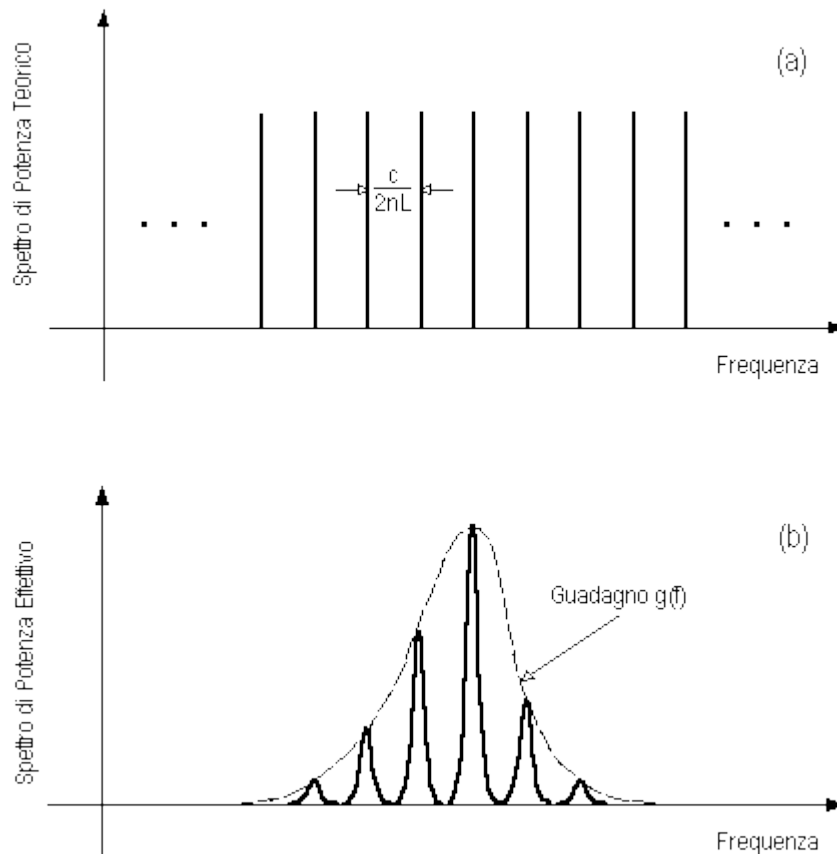 Spettro di Potenza Teorico
(a)
c
2nL
. . .
. . .
Frequenza
Spettro di Potenza Effettivo
(b)
Guadagno g(f)
Frequenza